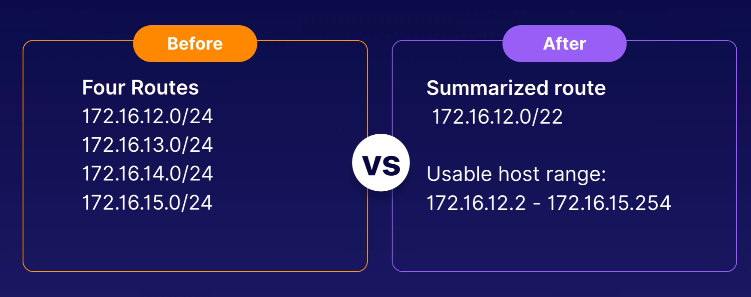 Before
Four Routes
172.16.12.0/24
172.16.13.0/24
172.16.14.0/24
172.16.15.0/24
VS
After
Summarized route
172.16.12.0/22
Usable host range:
172.16.12.2 - 172.16.15.254